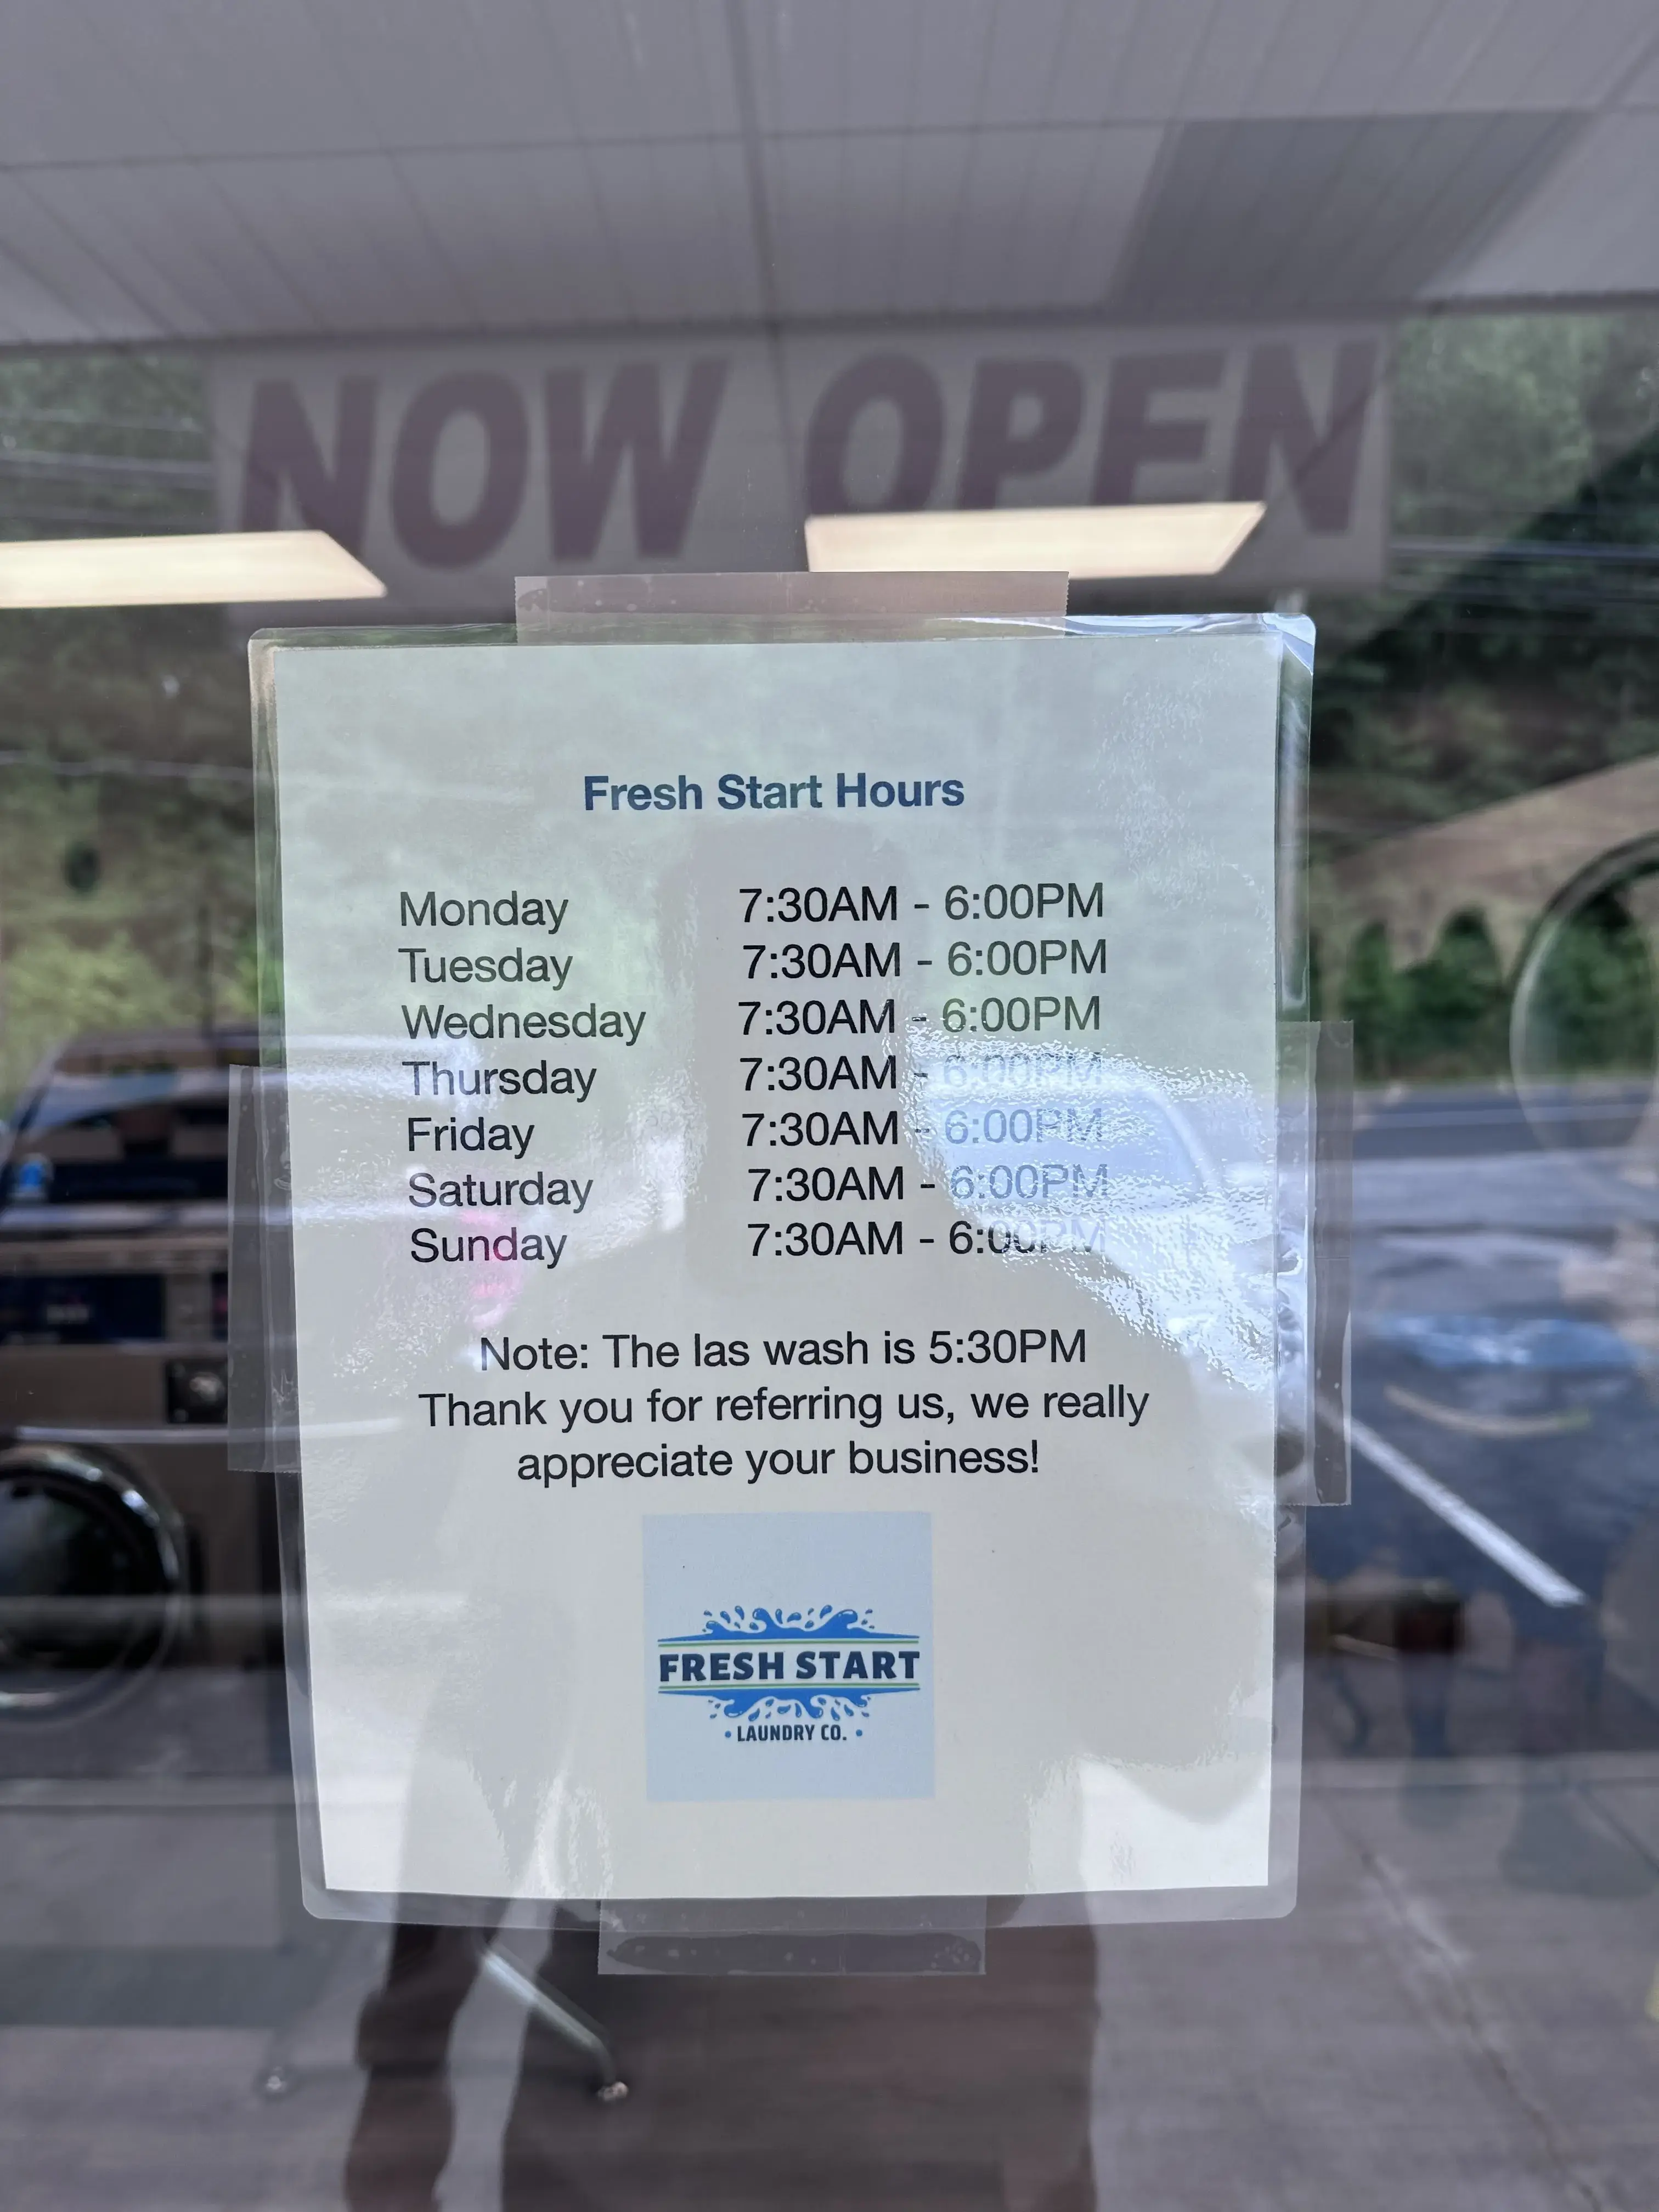 NOW OPEN
Fresh Start Hours
Monday 7:30AM - 6:00PM
Tuesday 7:30AM - 6:00PM
Wednesday 7:30AM - 6:00PM
Thursday 7:30AM - 6:00PM
Friday 7:30AM - 6:00PM
Saturday 7:30AM - 6:00PM
Sunday 7:30AM - 6:00PM
Note: The las wash is 5:30PM
Thank you for referring us, we really
appreciate your business!
FRESH START
• LAUNDRY CO. •